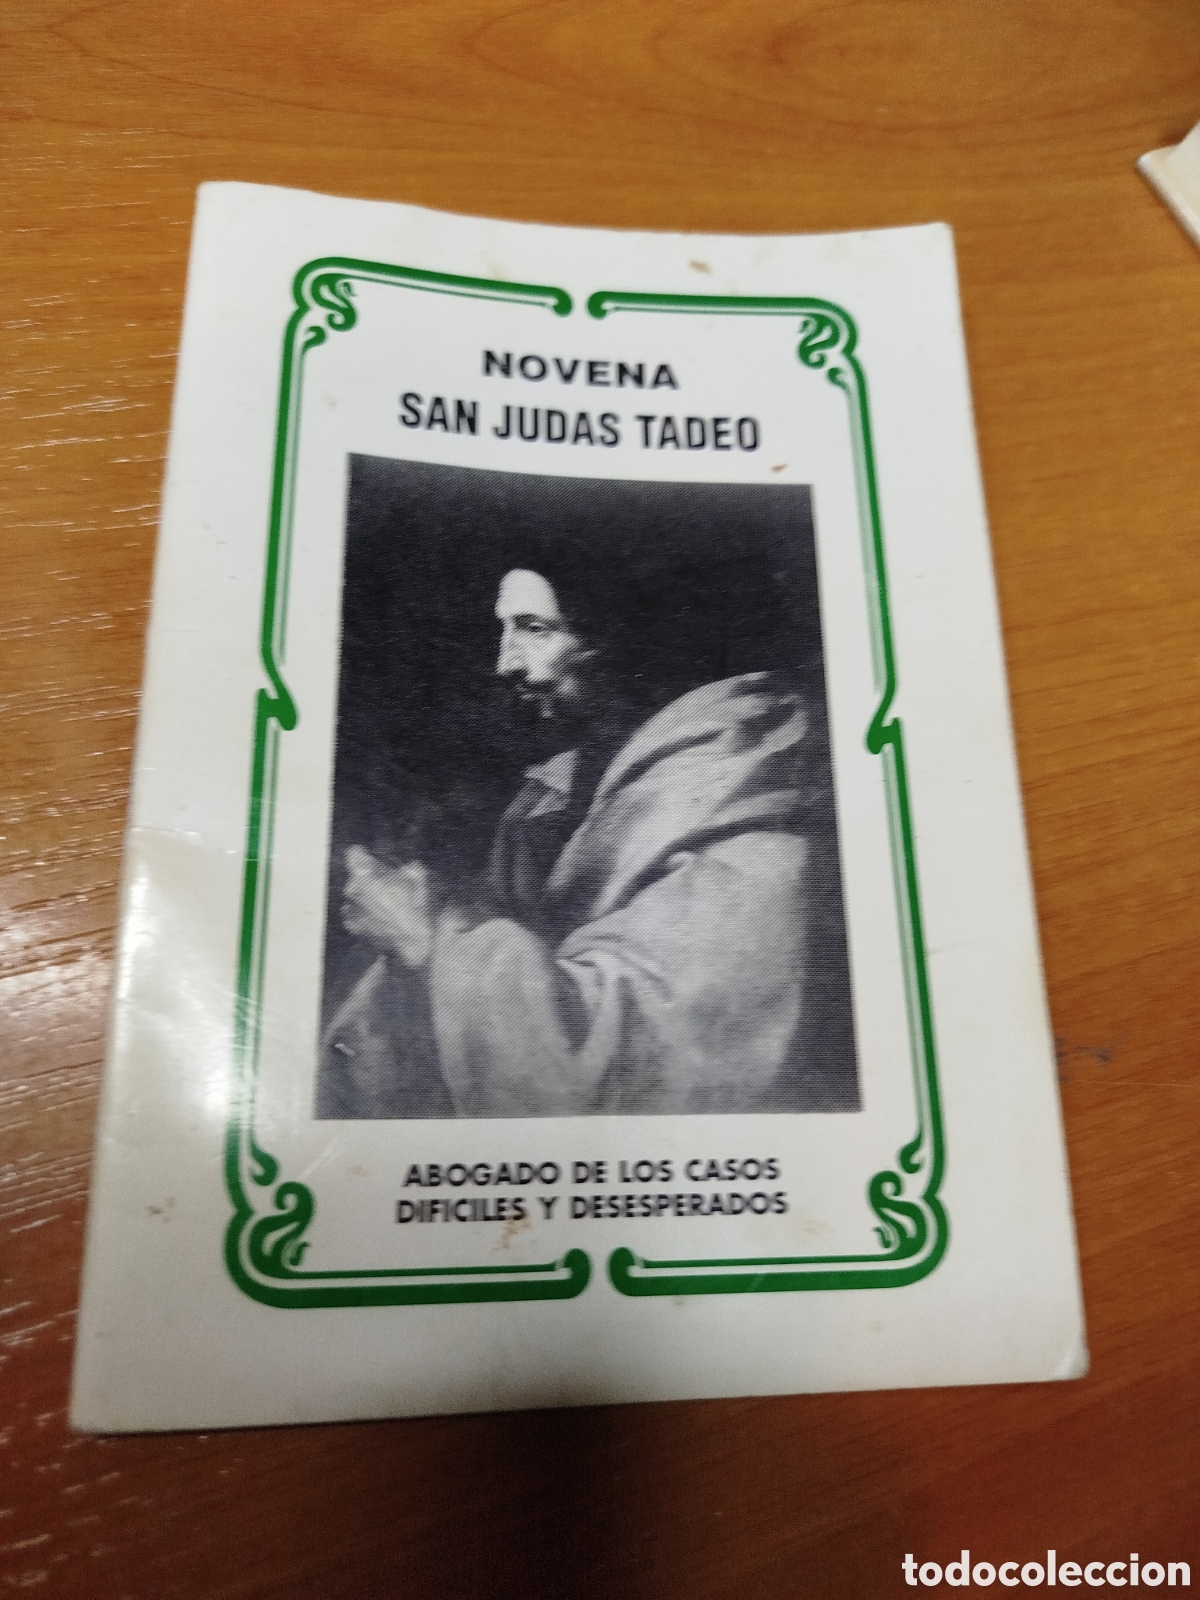 NOVENA
SAN JUDAS TADEO
ABOGADO DE LOS CASOS
DIFICILES Y DESESPERADOS
todocoleccion